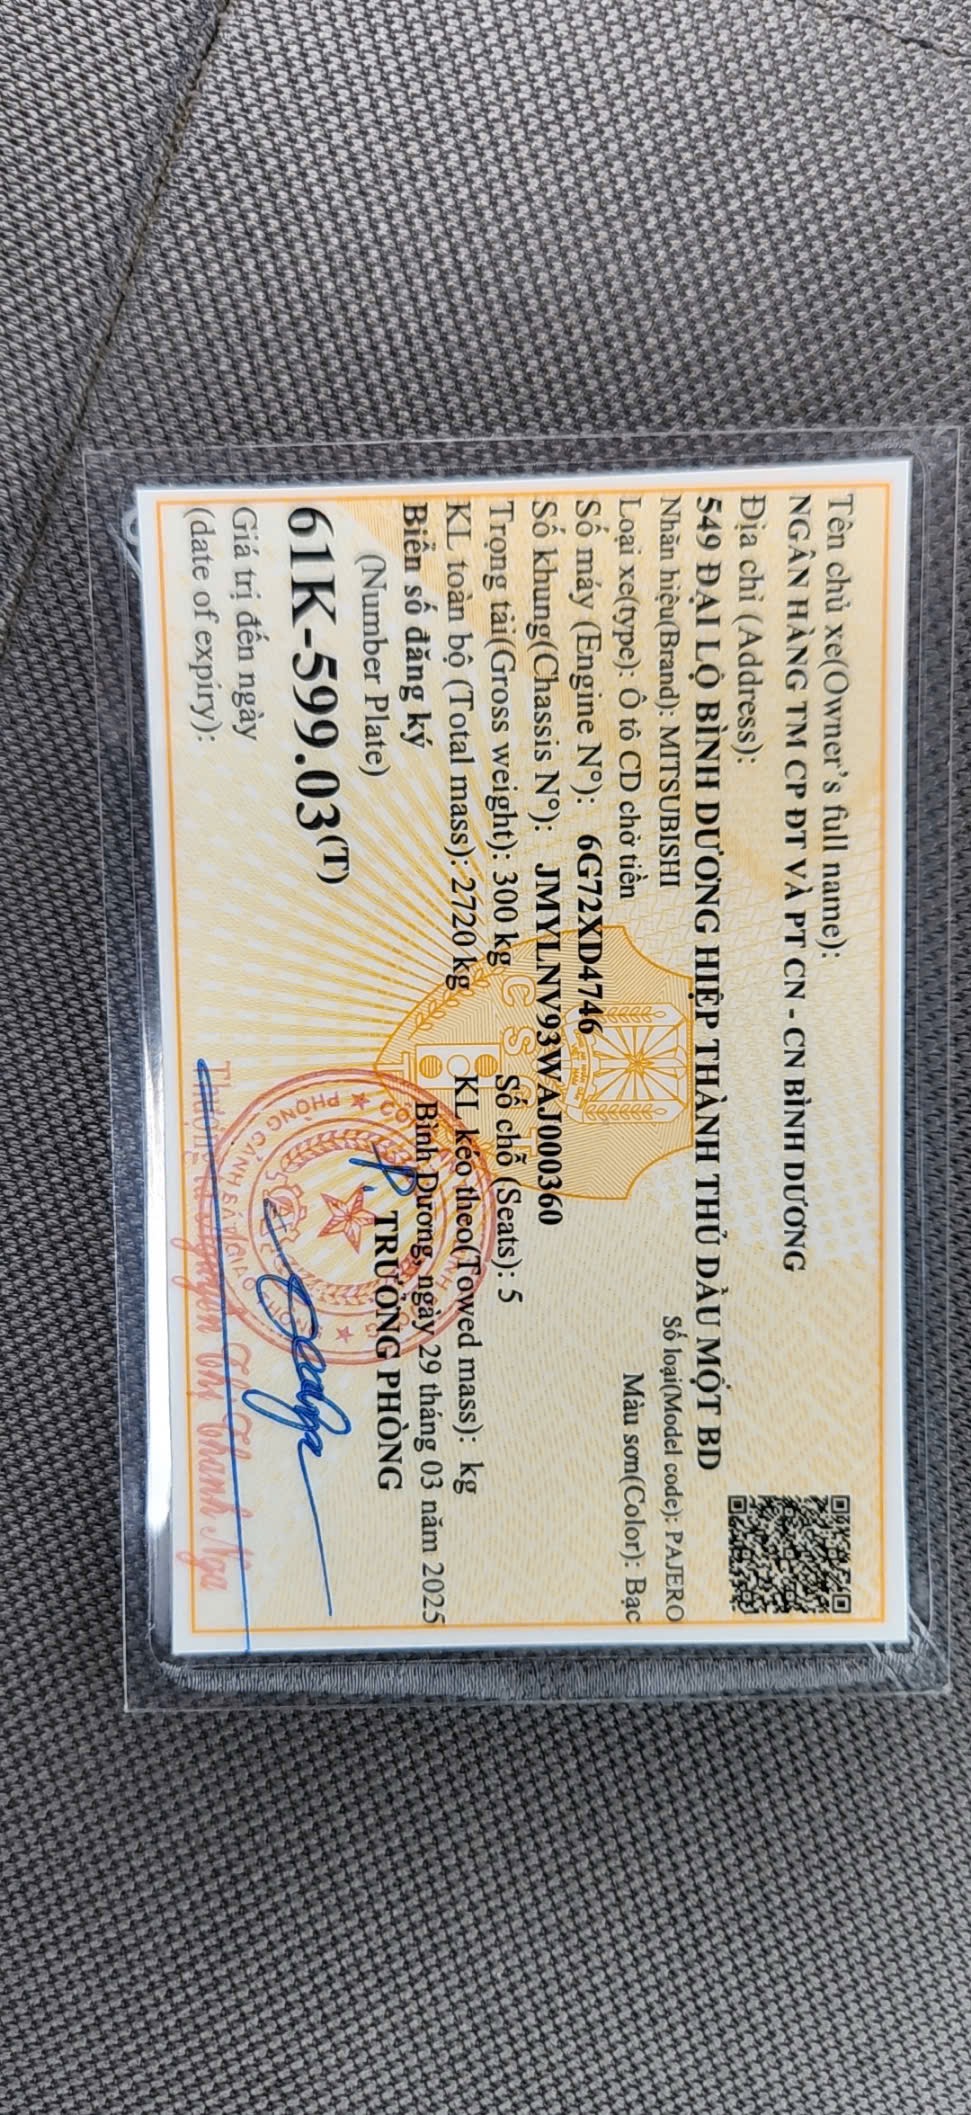 Tên chủ xe(Owner's full name):
NGÂN HÀNG TM CP ĐT VÀ PT CN - CN BÌNH DƯƠNG
Địa chỉ (Address):
549 ĐẠI LỘ BÌNH DƯƠNG HIỆP THÀNH THỦ DẦU MỘT BD
Nhãn hiệu(Brand): MITSUBISHI Số loại(Model code): PAJERO
Loại xe(type): Ô tô CD chở tiền Màu sơn(Color): Bạc
Số máy (Engine N°): 6G72XD4746
Số khung(Chassis N°): JMYLNV93WAJ000360
Trọng tải(Gross weight): 300 kg Số chỗ (Seats): 5
KL toàn bộ (Total mass): 2720 kg KL kéo theo(Towed mass): kg
Biển số đăng ký Bình Dương, ngày 29 tháng 03 năm 2025
(Number Plate) P. TRƯỞNG PHÒNG
61K-599.03(T)
Giá trị đến ngày
(date of expiry):
Nguyễn Thị Thanh Nga